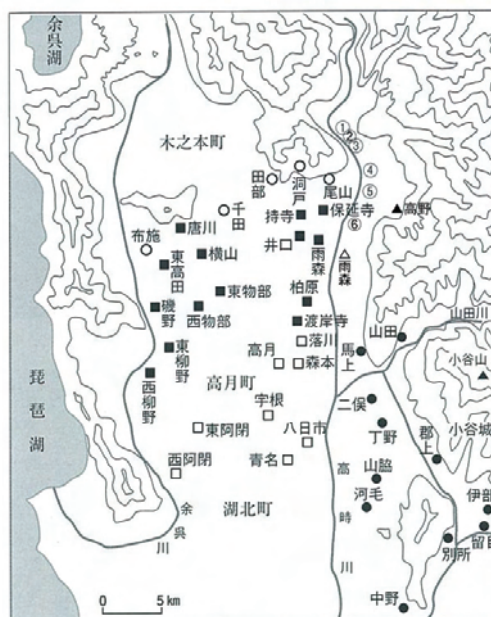 余呉湖
木之本町
①
②
③
④
⑤
⑥
田部
洞戸
尾山
千田
持寺
保延寺
高野
布施
唐川
井
雨森
雨森
横山
東高田
東物部
柏原
山田川
磯野
西物部
渡岸寺
山田
落川
馬上
小谷山
東柳野
高月
森本
西柳野
高月町
二俣
琵琶湖
宇根
丁野
小谷城
東阿閉
八日市
郡上
西阿閉
青名
山脇
高時川
河毛
伊部
湖北町
余呉川
留目
別所
中野
0 5km